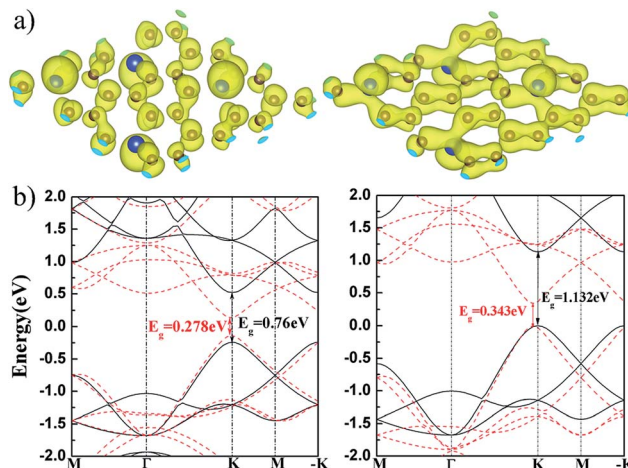 a)
b)
Energy(eV)
2.0
1.5
1.0
0.5
0.0
-0.5
-1.0
-1.5
-2.0
E_g=0.278eV
E_g=0.76eV
M
Γ
K
M
-K
2.0
1.5
1.0
0.5
0.0
-0.5
-1.0
-1.5
-2.0
E_g=0.343eV
E_g=1.132eV
M
Γ
K
M
-K